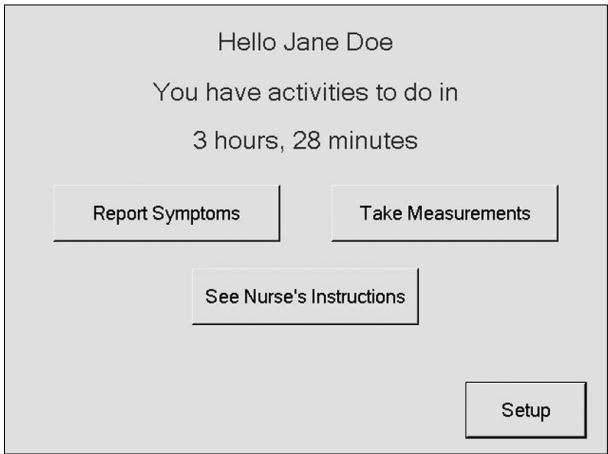 Hello Jane Doe
You have activities to do in
3 hours, 28 minutes
Report Symptoms
Take Measurements
See Nurse's Instructions
Setup